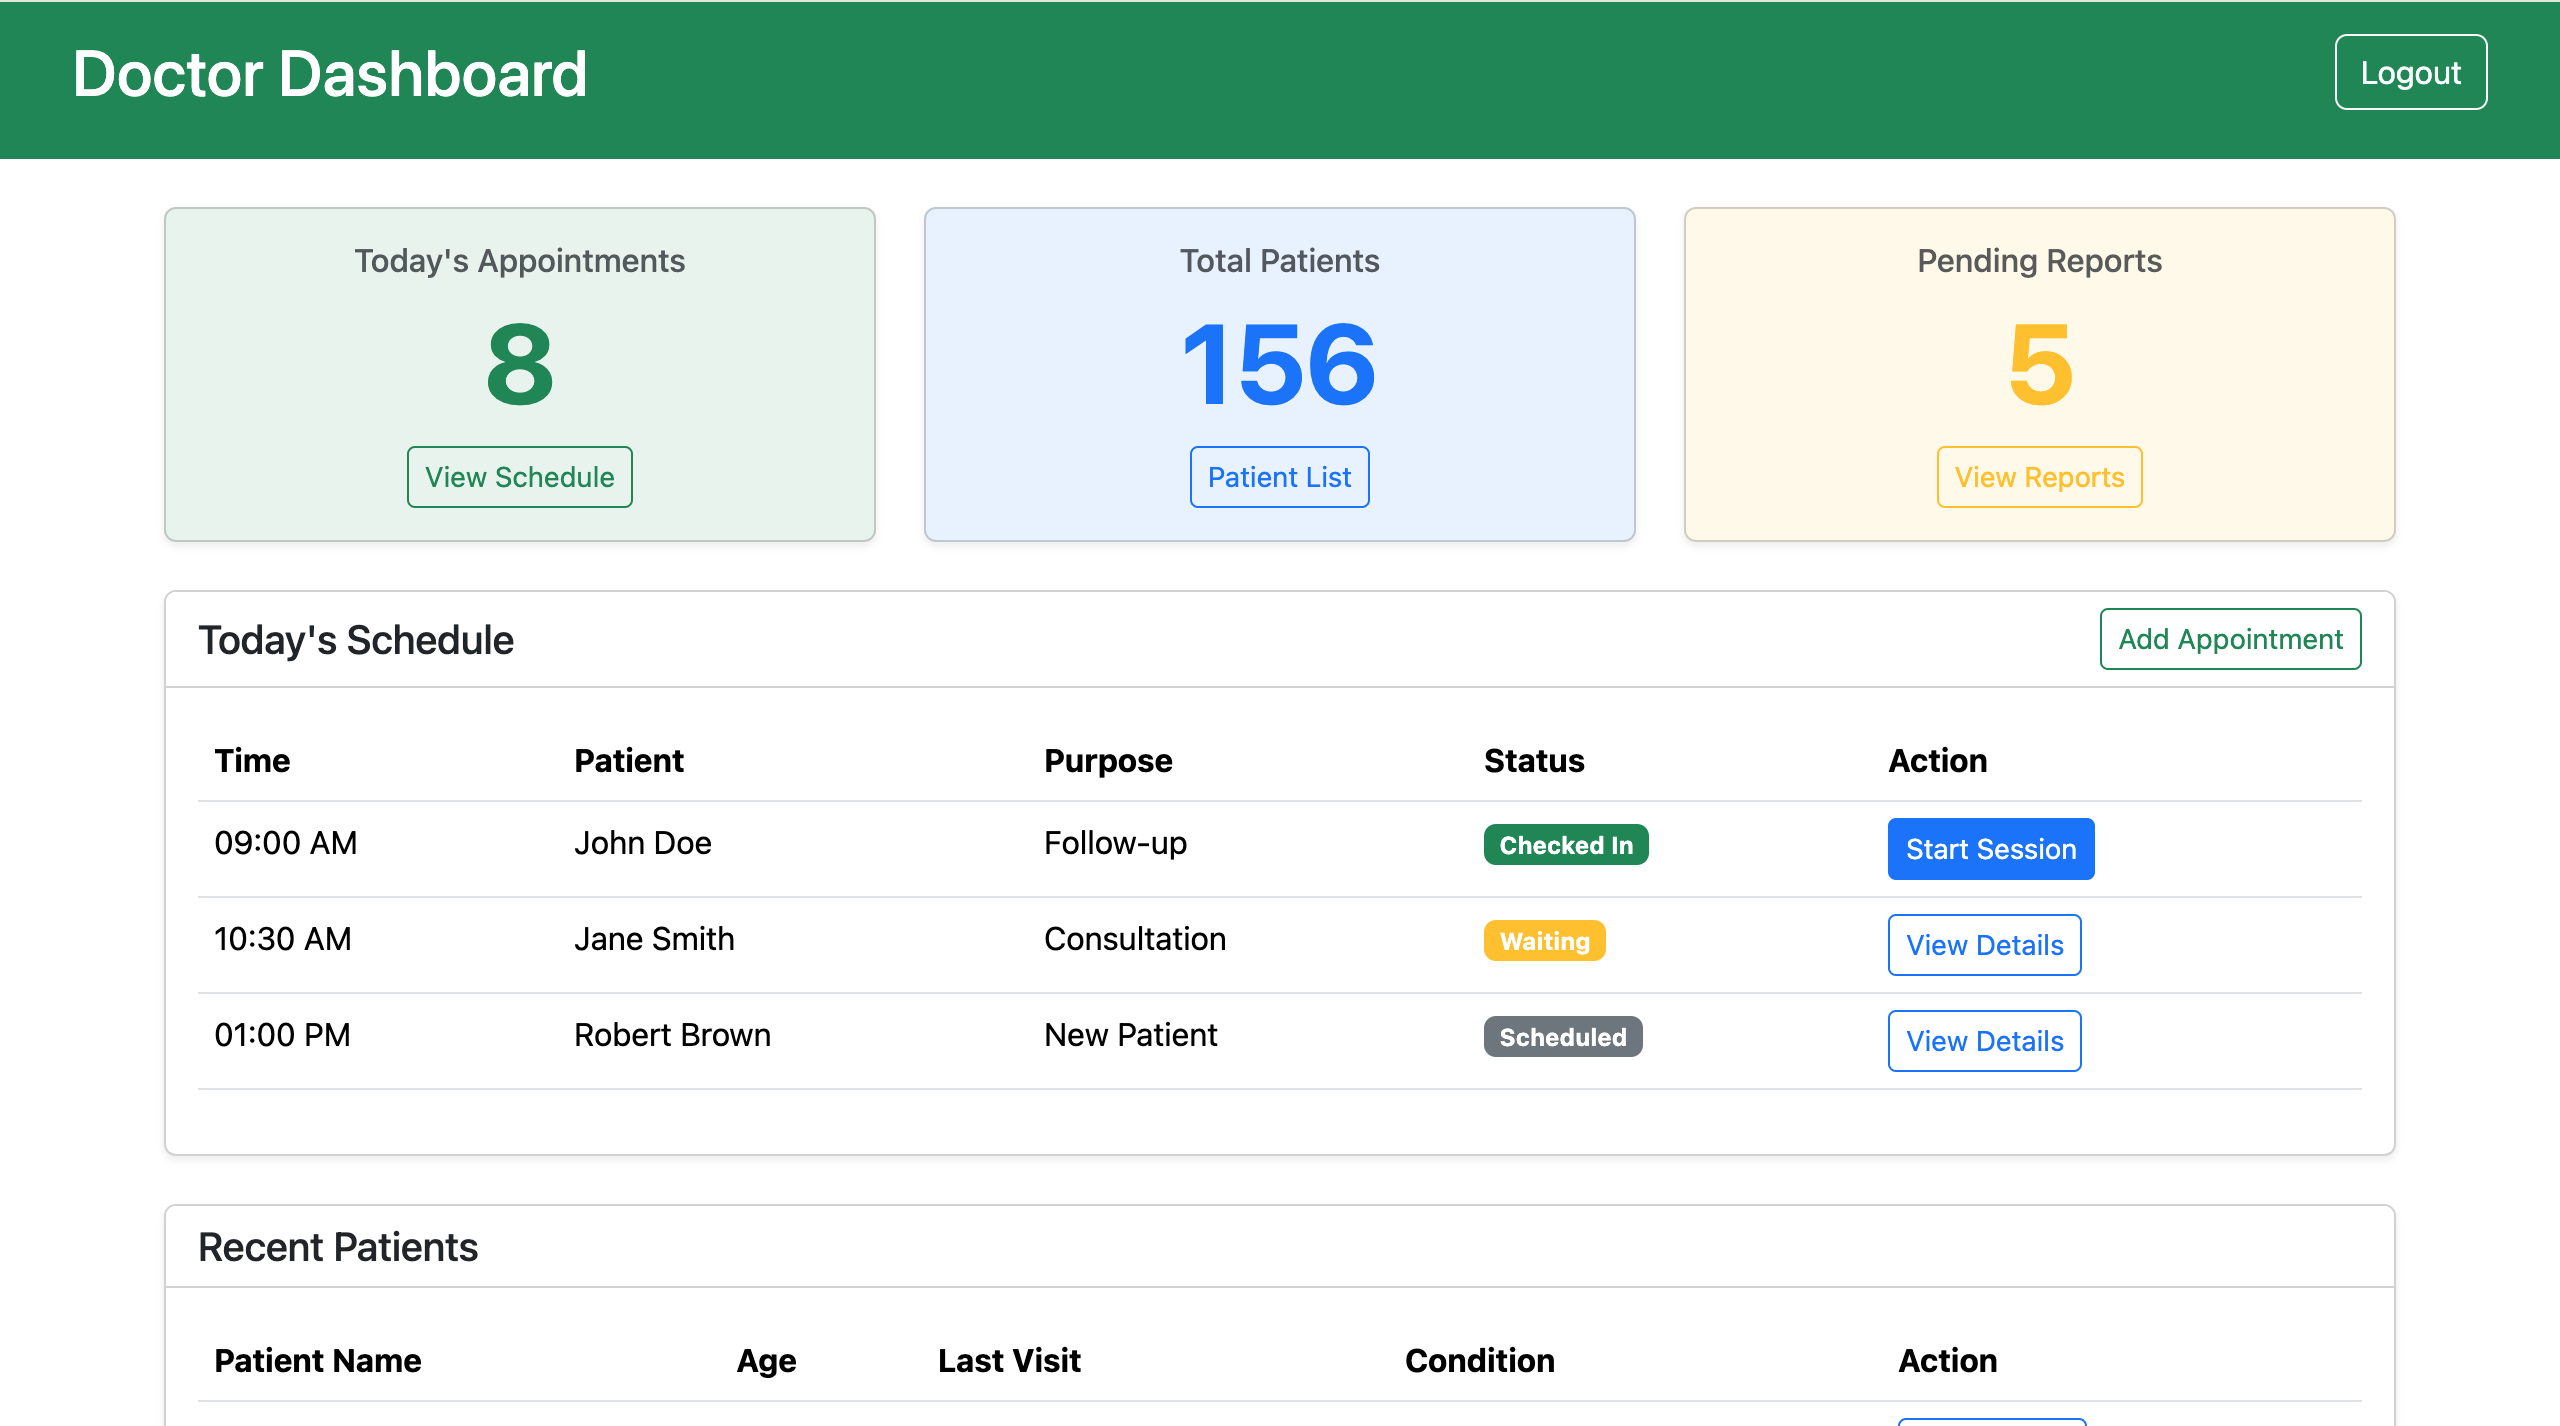 Doctor Dashboard Logout
Today's Appointments Total Patients Pending Reports
8 156 5
View Schedule Patient List View Reports
Today's Schedule Add Appointment
Time Patient Purpose Status Action
09:00 AM John Doe Follow-up Checked In Start Session
10:30 AM Jane Smith Consultation Waiting View Details
01:00 PM Robert Brown New Patient Scheduled View Details
Recent Patients
Patient Name Age Last Visit Condition Action